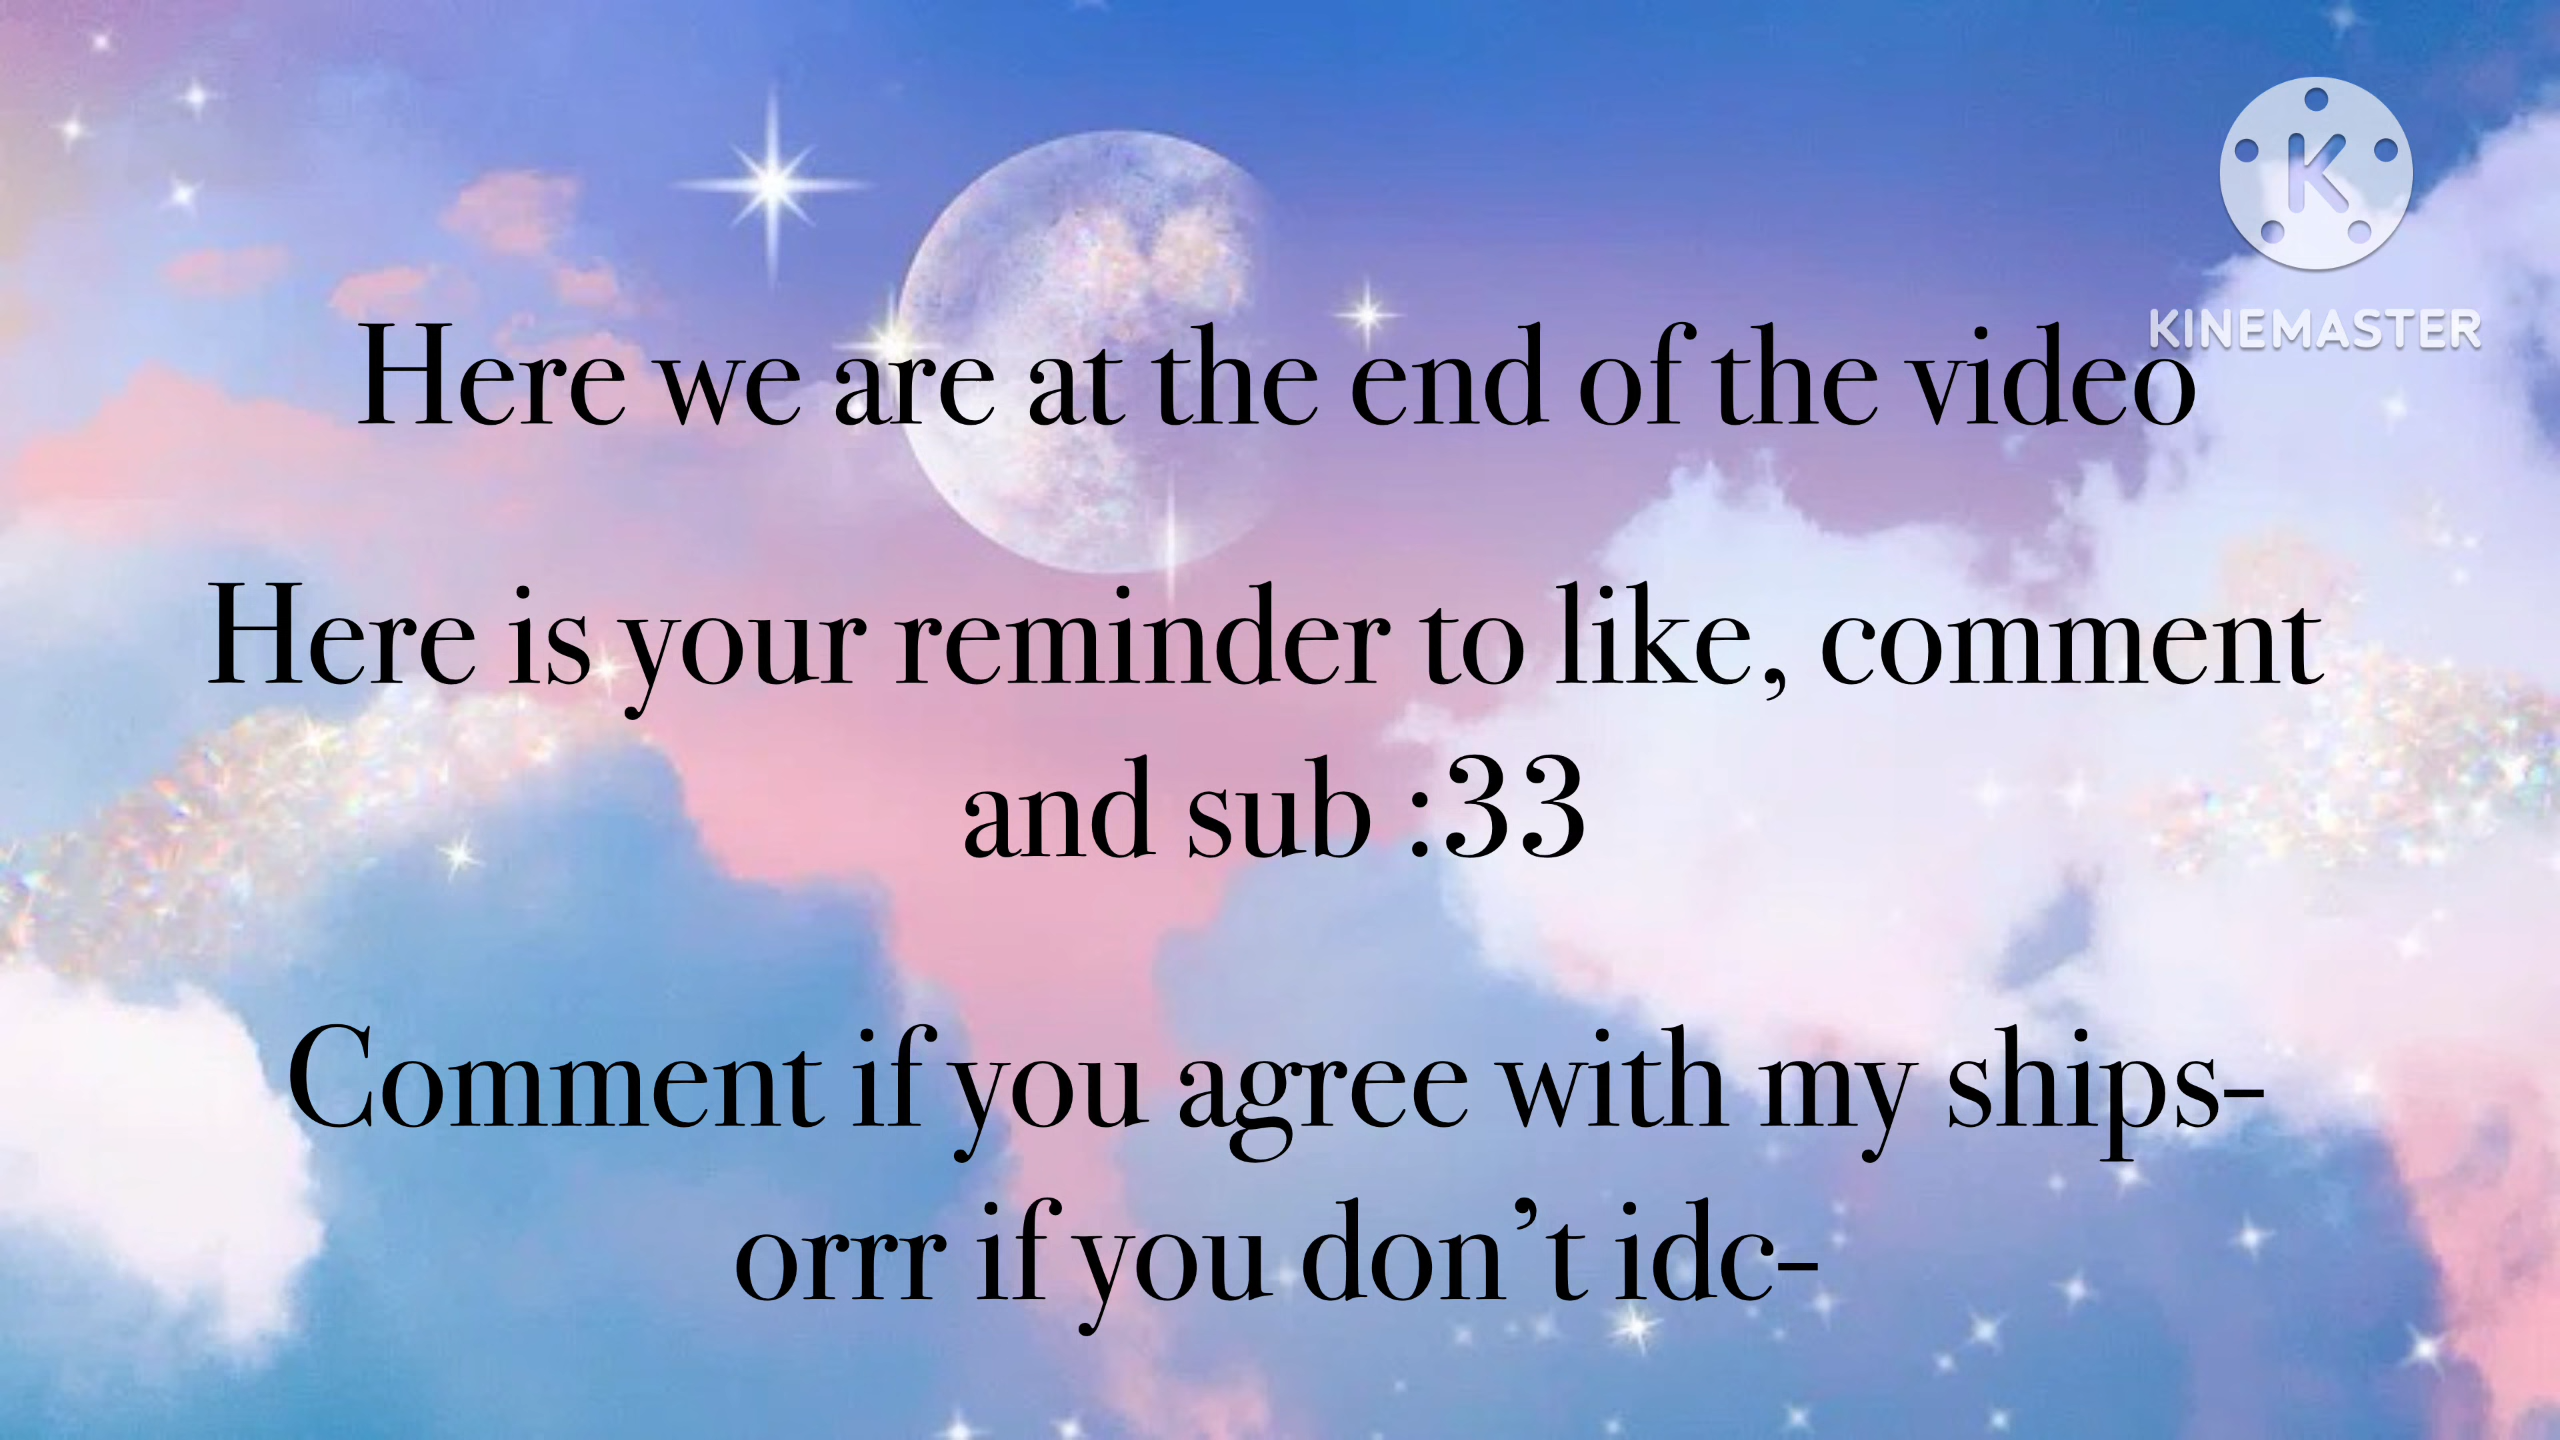 K
KINEMASTER
Here we are at the end of the video
Here is your reminder to like, comment
and sub :33
Comment if you agree with my ships-
orrr if you don’t idc-